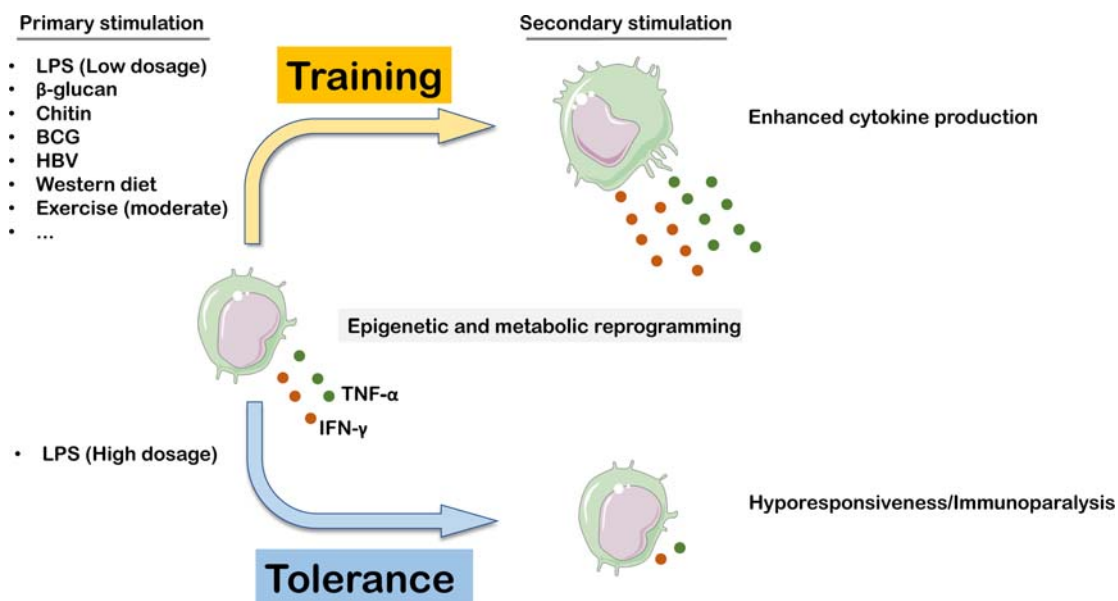 Primary stimulation
• LPS (Low dosage)
• β-glucan
• Chitin
• BCG
• HBV
• Western diet
• Exercise (moderate)
• ...
Training
Secondary stimulation
Enhanced cytokine production
Epigenetic and metabolic reprogramming
TNF-α
IFN-γ
• LPS (High dosage)
Tolerance
Hyporesponsiveness/Immunoparalysis